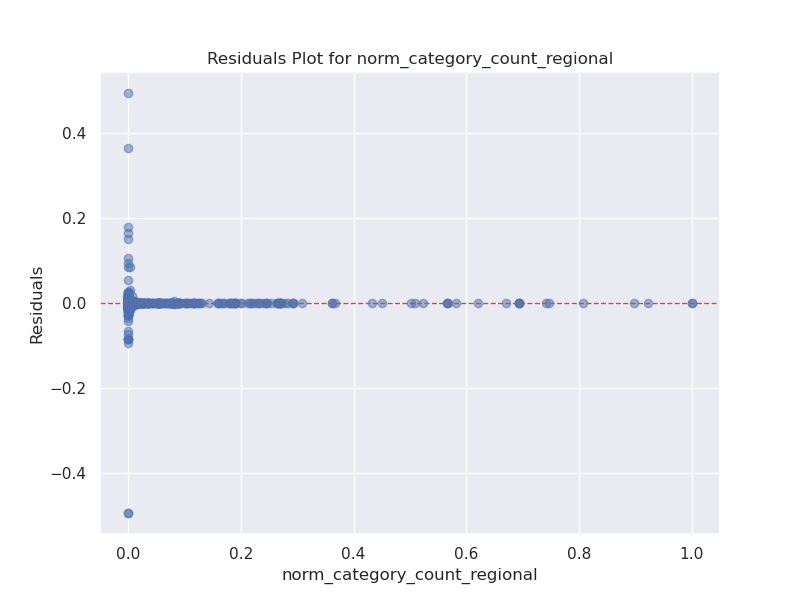 Residuals Plot for norm_category_count_regional
0.4
0.2
0.0
−0.2
−0.4
Residuals
0.0 0.2 0.4 0.6 0.8 1.0
norm_category_count_regional